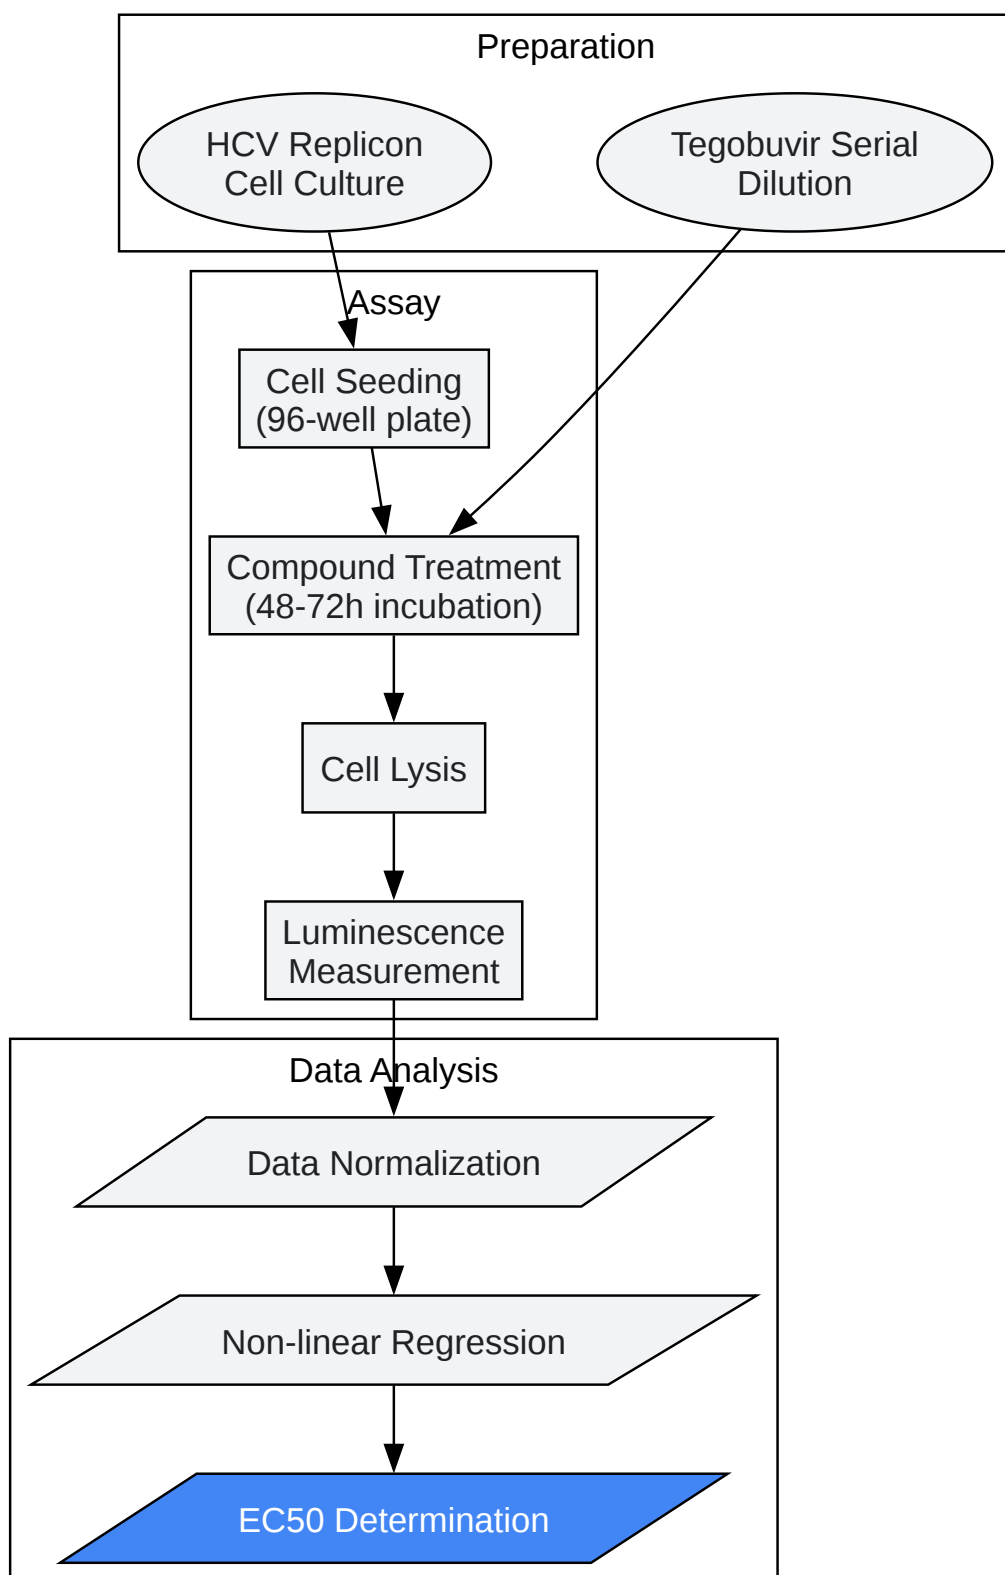 Preparation
HCV Replicon
Cell Culture
Tegobuvir Serial
Dilution
Assay
Cell Seeding
(96-well plate)
Compound Treatment
(48-72h incubation)
Cell Lysis
Luminescence
Measurement
Data Analysis
Data Normalization
Non-linear Regression
EC50 Determination